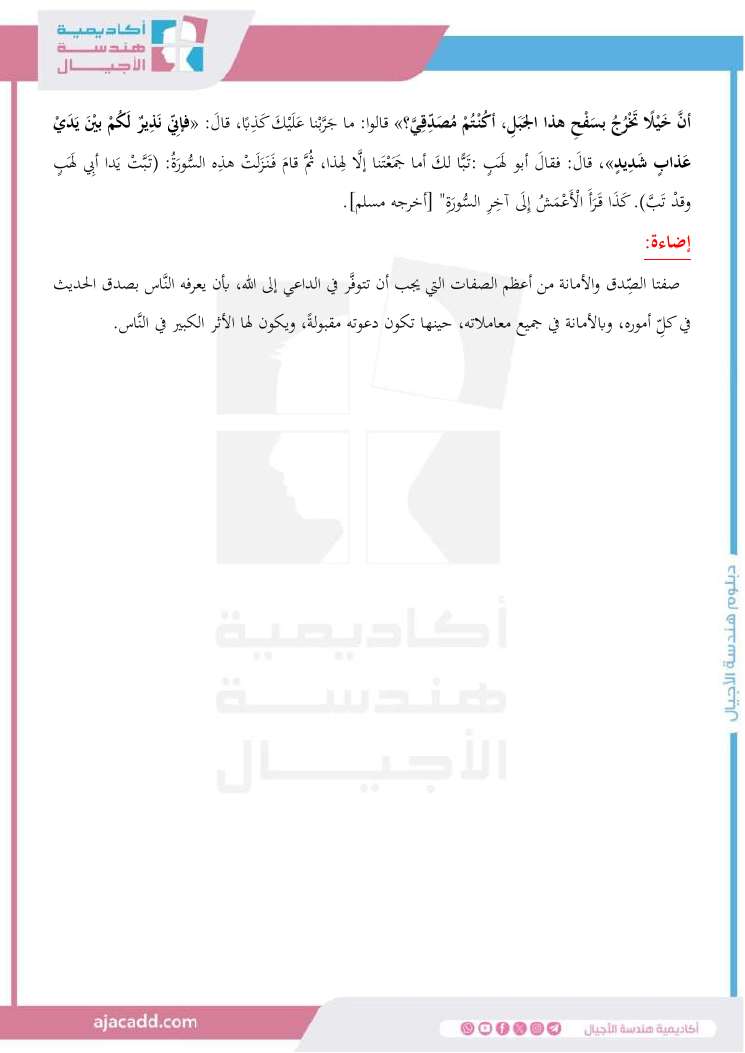 أكاديمية
هندسة
الأجيال
أنَّ خَيْلًا تَخْرُجُ بسَفْحِ هذا الجَبَلِ، أكُنْتُمْ مُصَدِّقِيَّ؟» قالوا: ما جَرَّبْنا عَلَيْكَ كَذِبًا، قالَ: «فإنِّي نَذِيرٌ لَكُمْ بيْنَ يَدَيْ
عَذابٍ شَدِيدٍ»، قالَ: فقالَ أبو لَهَبٍ :تَبًّا لكَ أما جَمَعْتَنا إلَّا لِهذا، ثُمَّ قامَ فَنَزَلَتْ هذِه السُّورَةُ: (تَبَّتْ يَدا أبِي لَهَبٍ
وقدْ تَبَّ). كَذَا قَرَأَ الْأَعْمَشُ إِلَى آخِرِ السُّورَةِ" [أخرجه مسلم].
إضاءة:
صفتا الصِّدق والأمانة من أعظم الصفات التي يجب أن تتوفَّر في الداعي إلى الله، بأن يعرفه النَّاس بصدق الحديث
في كلِّ أموره، وبالأمانة في جميع معاملاته، حينها تكون دعوته مقبولةً، ويكون لها الأثر الكبير في النَّاس.
أكاديمية
هندسة
الأجيال
دبلوم هندسة الأجيال
أكاديمية هندسة الأجيال
ajacadd.com